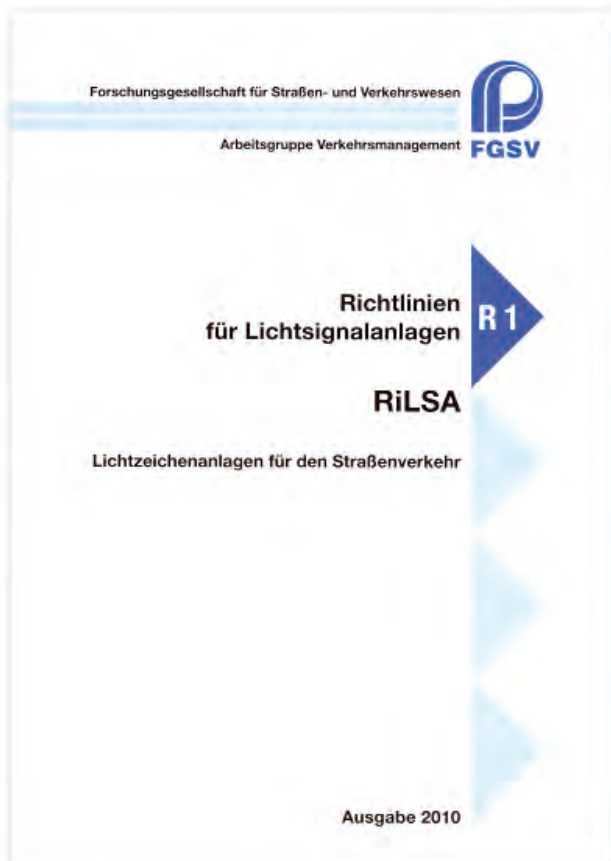 Forschungsgesellschaft für Straßen- und Verkehrswesen
Arbeitsgruppe Verkehrsmanagement
FGSV
Richtlinien
für Lichtsignalanlagen
R 1
RiLSA
Lichtzeichenanlagen für den Straßenverkehr
Ausgabe 2010